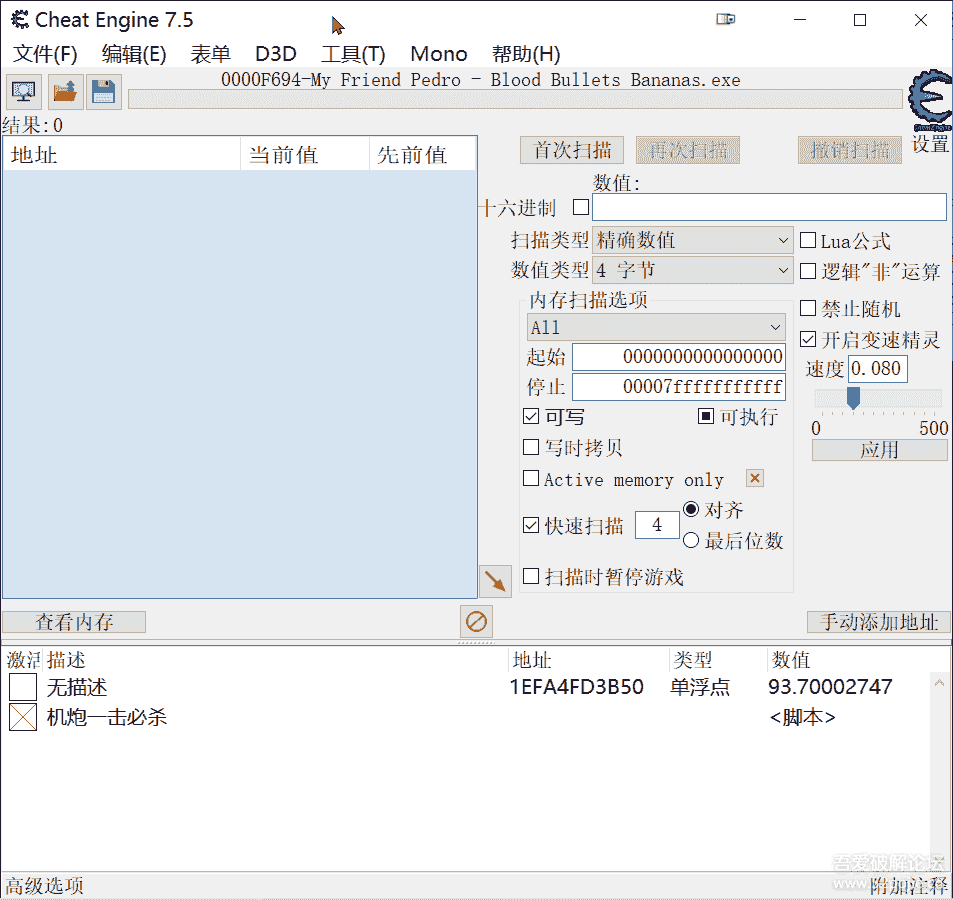 Cheat Engine 7.5
文件(F) 编辑(E) 表单 D3D 工具(T) Mono 帮助(H)
0000F694-My Friend Pedro - Blood Bullets Bananas.exe
结果:0
设置
地址 当前值 先前值
首次扫描 再次扫描 撤销扫描
数值:
十六进制
扫描类型 精确数值 Lua公式
数值类型 4 字节 逻辑"非"运算
内存扫描选项
All
禁止随机
开启变速精灵
起始 0000000000000000
速度 0.080
停止 00007fffffffffff
可写 可执行
0 500
写时拷贝
应用
Active memory only
快速扫描 4 对齐
最后位数
扫描时暂停游戏
查看内存 手动添加地址
激活 描述 地址 类型 数值
无描述 1EFA4FD3B50 单浮点 93.70002747
机炮一击必杀 <脚本>
吾爱破解论坛
高级选项 附加注释